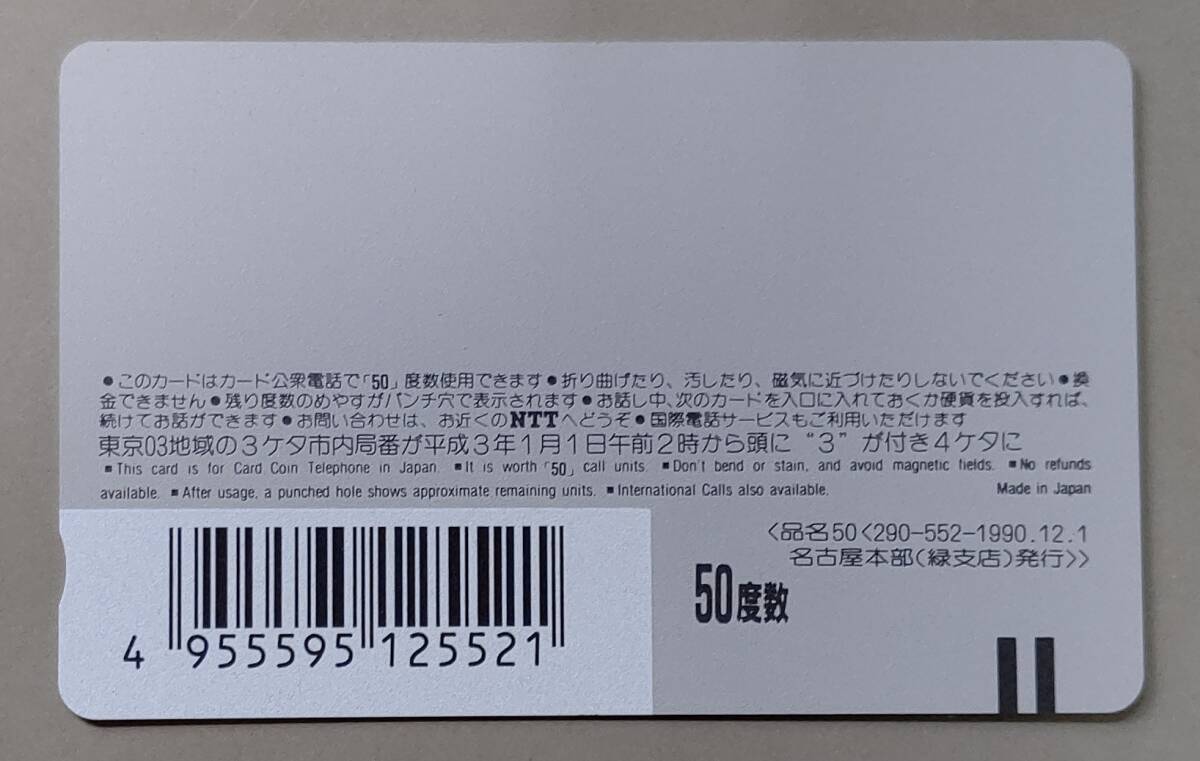 ●このカードはカード公衆電話で「50」度数使用できます●折り曲げたり、汚したり、磁気に近づけたりしないでください●換
金できません●残り度数のめやすがパンチ穴で表示されます●お話し中、次のカードを入口に入れておくか硬貨を投入すれば、
続けてお話ができます●お問い合わせは、お近くのNTTへどうぞ●国際電話サービスもご利用いただけます
東京03地域の3ケタ市内局番が平成3年1月1日午前2時から頭に“3”が付き4ケタに
■This card is for Card Coin Telephone in Japan. ■It is worth「50」call units. ■Don't bend or stain, and avoid magnetic fields. ■No refunds
available. ■After usage, a punched hole shows approximate remaining units. ■International Calls also available. Made in Japan
<品名50<290-552-1990.12.1
名古屋本部(緑支店)発行>>
50度数
4 955595 125521